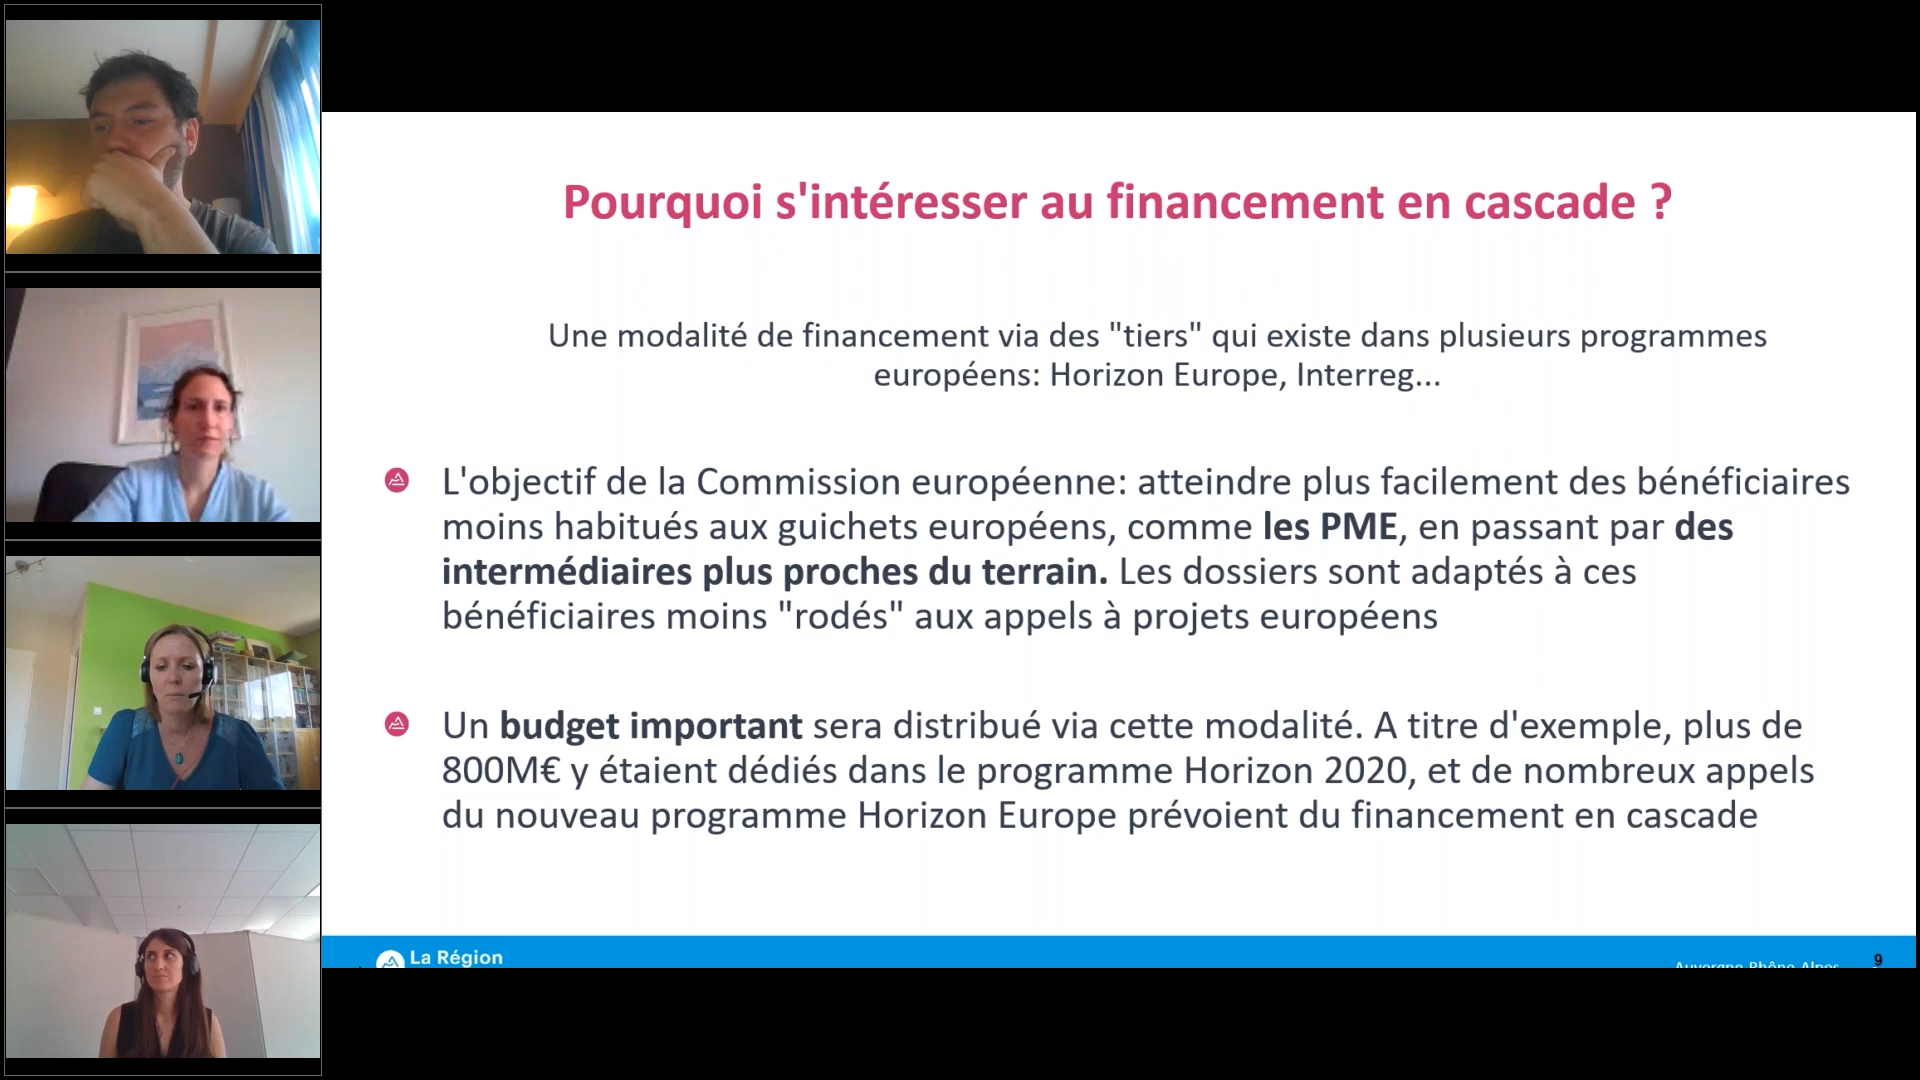 Pourquoi s'intéresser au financement en cascade ?
Une modalité de financement via des "tiers" qui existe dans plusieurs programmes
européens: Horizon Europe, Interreg...
L'objectif de la Commission européenne: atteindre plus facilement des bénéficiaires
moins habitués aux guichets européens, comme les PME, en passant par des
intermédiaires plus proches du terrain. Les dossiers sont adaptés à ces
bénéficiaires moins "rodés" aux appels à projets européens
Un budget important sera distribué via cette modalité. A titre d'exemple, plus de
800M€ y étaient dédiés dans le programme Horizon 2020, et de nombreux appels
du nouveau programme Horizon Europe prévoient du financement en cascade
La Région
Auvergne-Rhône-Alpes
9